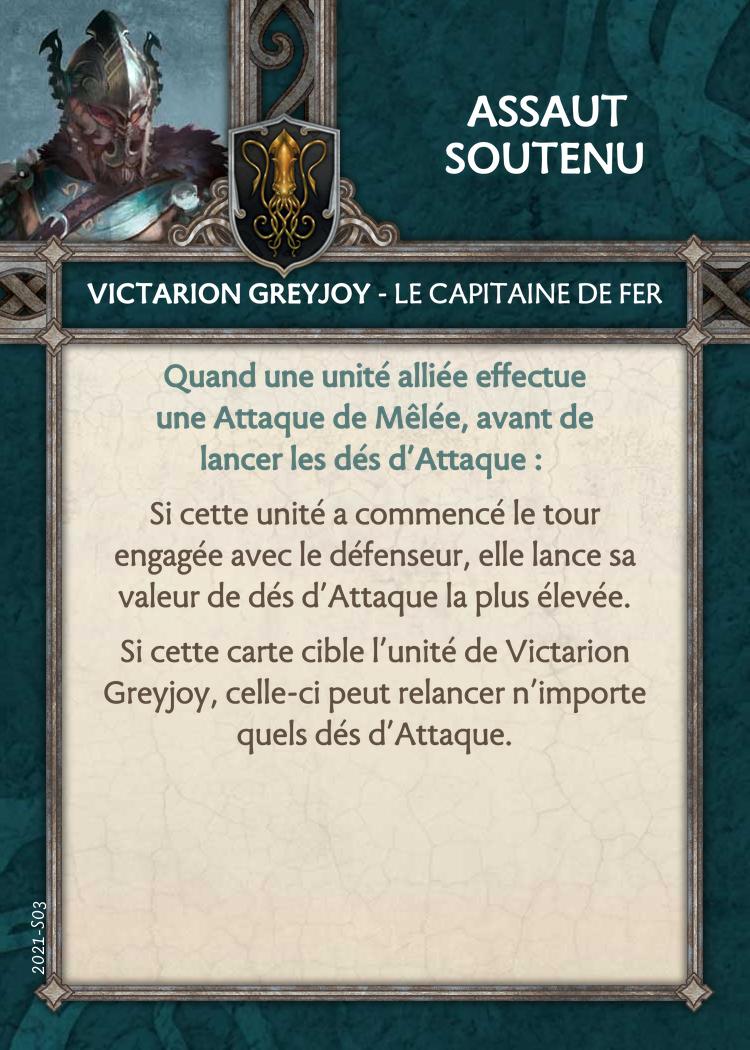 ASSAUT
SOUTENU
VICTARION GREYJOY - LE CAPITAINE DE FER
Quand une unité alliée effectue
une Attaque de Mêlée, avant de
lancer les dés d’Attaque :
Si cette unité a commencé le tour
engagée avec le défenseur, elle lance sa
valeur de dés d’Attaque la plus élevée.
Si cette carte cible l’unité de Victarion
Greyjoy, celle-ci peut relancer n’importe
quels dés d’Attaque.
2021-S03